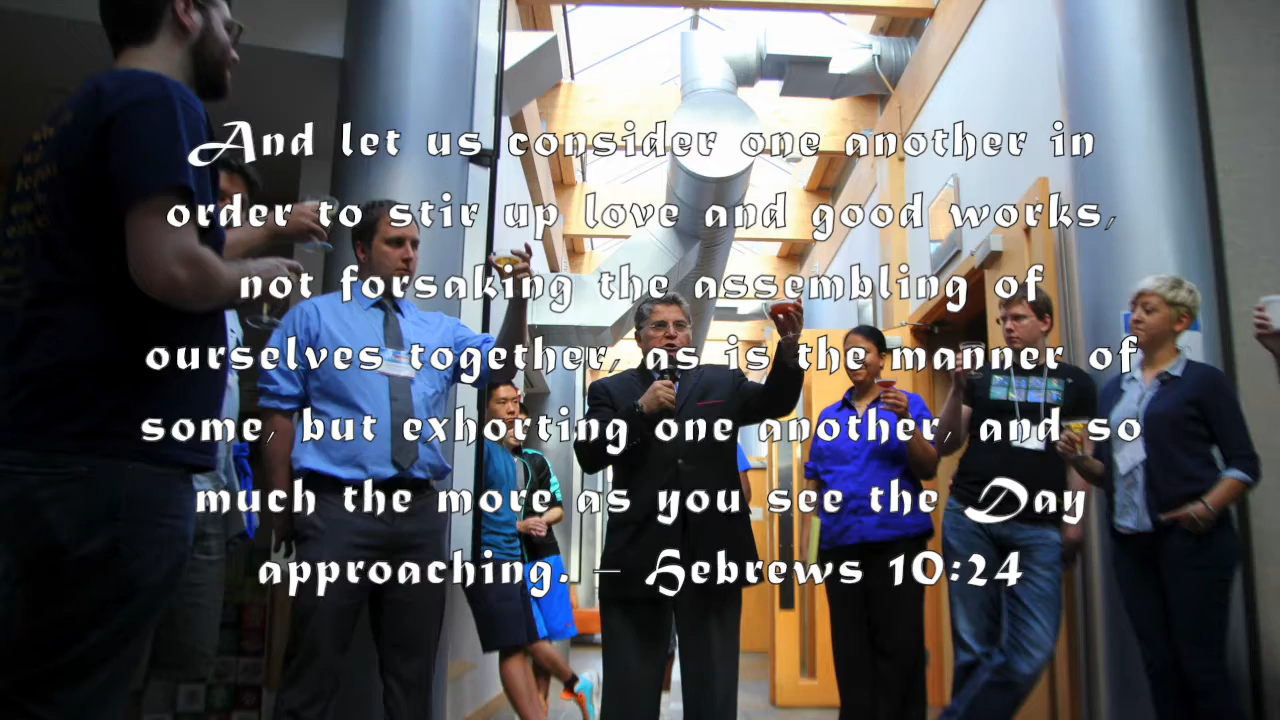 And let us consider one another in
order to stir up love and good works,
not forsaking the assembling of
ourselves together, as is the manner of
some, but exhorting one another, and so
much the more as you see the Day
approaching. – Hebrews 10:24